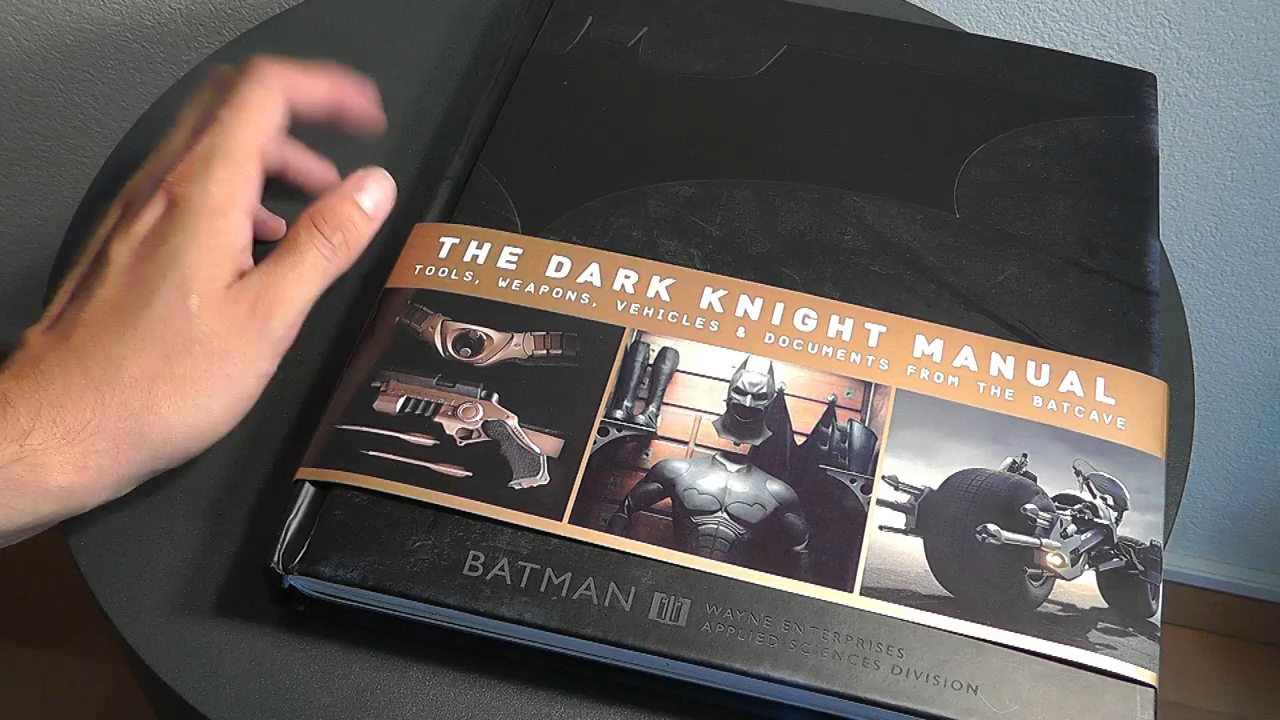 THE DARK KNIGHT MANUAL
TOOLS, WEAPONS, VEHICLES & DOCUMENTS FROM THE BATCAVE
BATMAN
WAYNE ENTERPRISES
APPLIED SCIENCES DIVISION